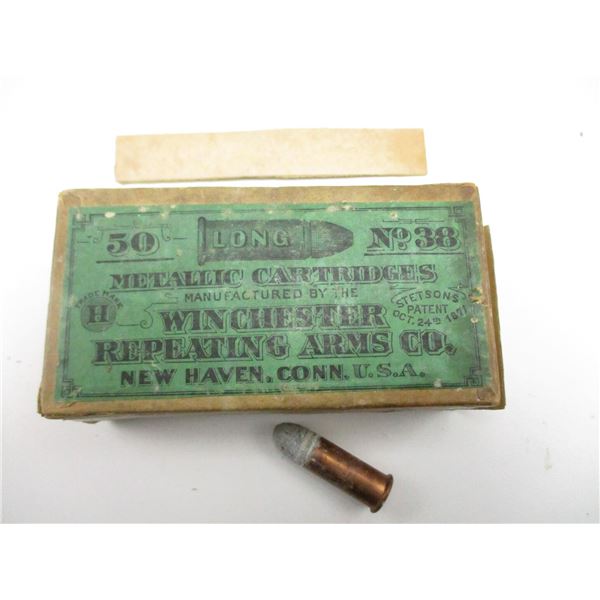 50 LONG No. 38
METALLIC CARTRIDGES
MANUFACTURED BY THE
TRADE MARK
H
STETSON'S
PATENT
OCT. 24TH 1871
WINCHESTER
REPEATING ARMS CO.
NEW HAVEN, CONN. U.S.A.